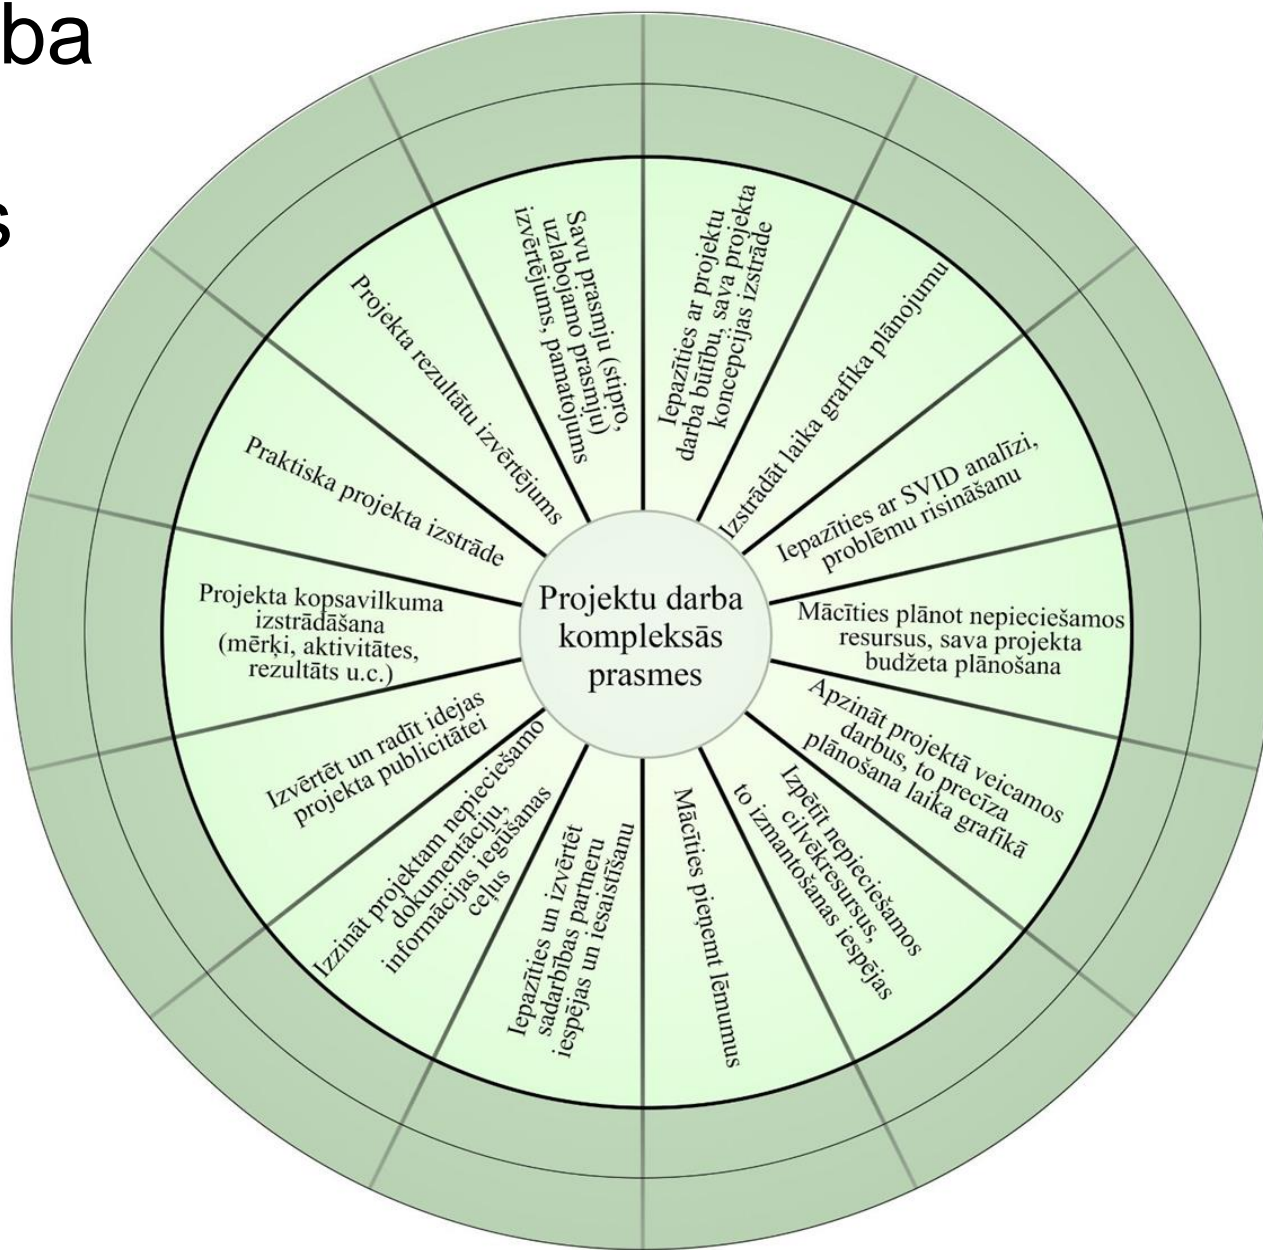 ba
s
Projektu darba
kompleksās
prasmes
Iepazīties ar projektu
darba būtību, sava projekta
koncepcijas izstrāde
Izstrādāt laika grafika plānojumu
Iepazīties ar SVID analīzi,
problēmu risināšanu
Mācīties plānot nepieciešamos
resursus, sava projekta
budžeta plānošana
Apzināt projektā veicamos
darbus, to precīza
plānošana laika grafikā
Izpētīt nepieciešamos
cilvēkresursus,
to izmantošanas iespējas
Mācīties pieņemt lēmumus
Iepazīties un izvērtēt
sadarbības partneru
iespējas un iesaistīšanu
Izzināt projektam nepieciešamo
dokumentāciju,
informācijas iegūšanas
ceļus
Izvērtēt un radīt idejas
projekta publicitātei
Projekta kopsavilkuma
izstrādāšana
(mērķi, aktivitātes,
rezultāts u.c.)
Praktiska projekta izstrāde
Projekta rezultātu izvērtējums
Savu prasmju (stipro,
uzlabojamo prasmju)
izvērtējums, pamatojums